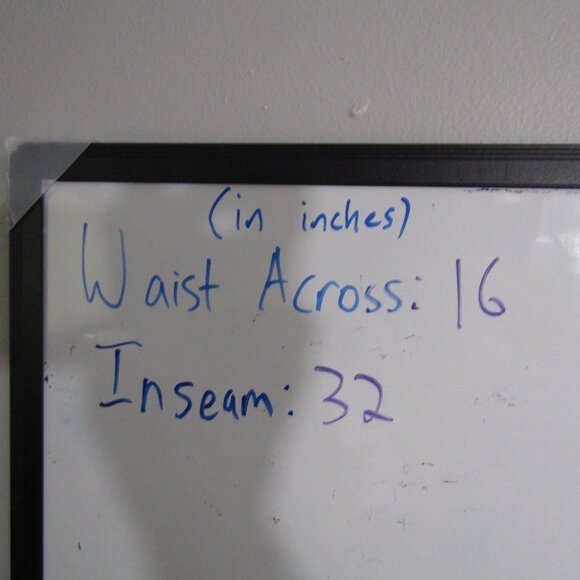 (in inches)
Waist Across: 16
Inseam: 32